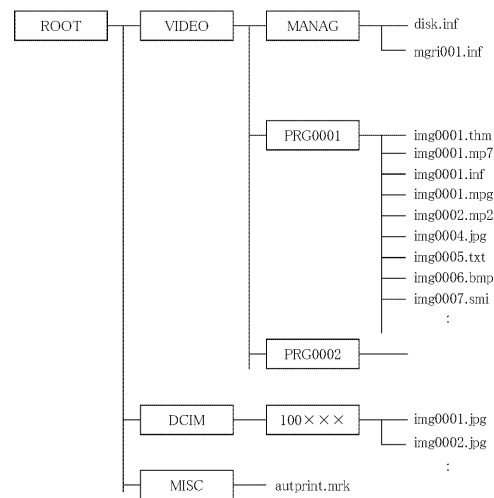 ROOT
VIDEO
MANAG
disk.inf
mgri001.inf
PRG0001
img0001.thm
img0001.mp7
img0001.inf
img0001.mpg
img0002.mp2
img0004.jpg
img0005.txt
img0006.bmp
img0007.smi
:
PRG0002
DCIM
100×××
img0001.jpg
img0002.jpg
:
MISC
autprint.mrk